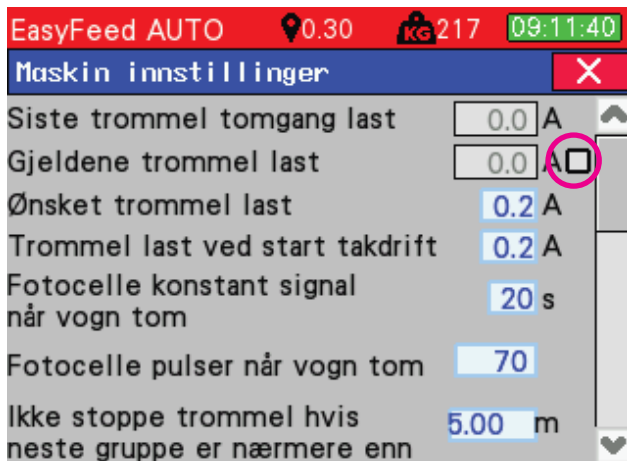 EasyFeed AUTO 0.30 KG 217 09:11:40
Maskin innstillinger X
Siste trommel tomgang last 0.0 A
Gjeldene trommel last 0.0 A
Ønsket trommel last 0.2 A
Trommel last ved start takdrift 0.2 A
Fotocelle konstant signal
når vogn tom 20 s
Fotocelle pulser når vogn tom 70
Ikke stoppe trommel hvis
neste gruppe er nærmere enn 5.00 m